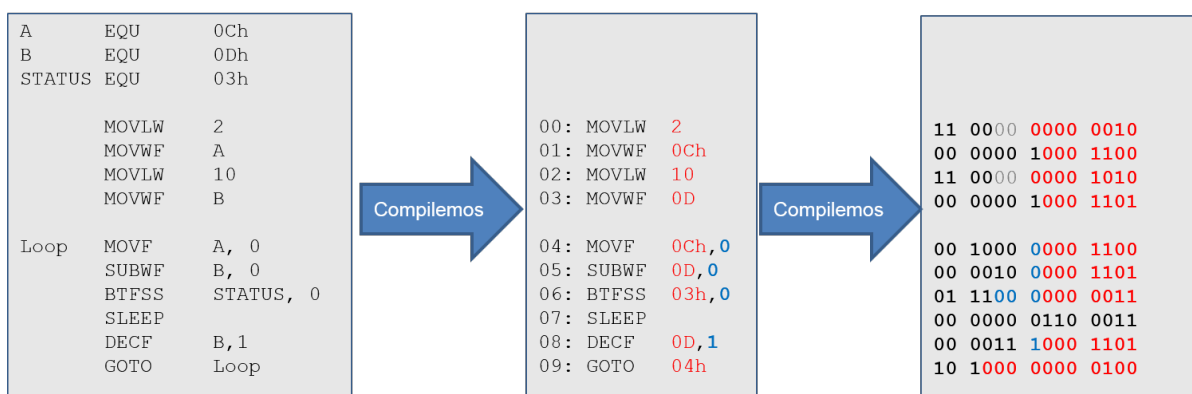 A EQU 0Ch
B EQU 0Dh
STATUS EQU 03h
MOVLW 2
MOVWF A
MOVLW 10
MOVWF B
Loop MOVF A, 0
SUBWF B, 0
BTFSS STATUS, 0
SLEEP
DECF B,1
GOTO Loop
Compilemos
00: MOVLW 2
01: MOVWF 0Ch
02: MOVLW 10
03: MOVWF 0D
04: MOVF 0Ch,0
05: SUBWF 0D,0
06: BTFSS 03h,0
07: SLEEP
08: DECF 0D,1
09: GOTO 04h
Compilemos
11 0000 0000 0010
00 0000 1000 1100
11 0000 0000 1010
00 0000 1000 1101
00 1000 0000 1100
00 0010 0000 1101
01 1100 0000 0011
00 0000 0110 0011
00 0011 1000 1101
10 1000 0000 0100